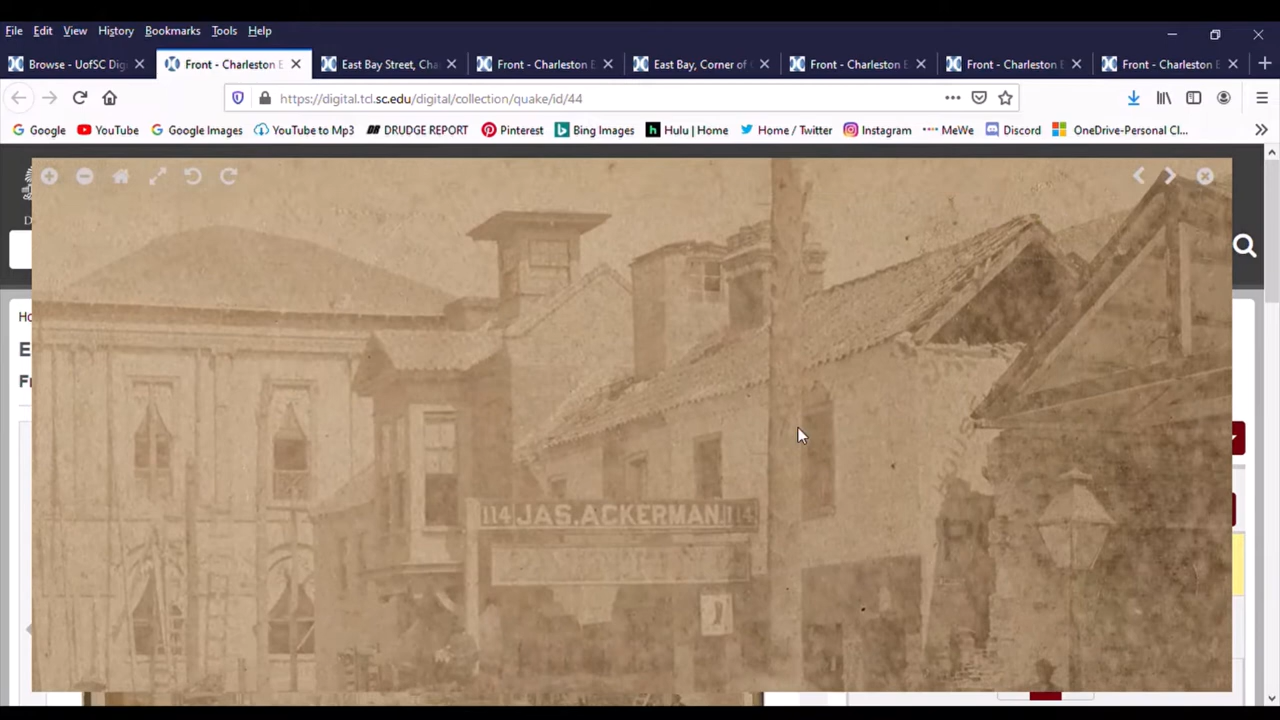 File Edit View History Bookmarks Tools Help
Browse - UofSC Dig
Front - Charleston E
East Bay Street, Cha
Front - Charleston E
East Bay, Corner of
Front - Charleston E
Front - Charleston E
Front - Charleston E
https://digital.tcl.sc.edu/digital/collection/quake/id/44
Google YouTube Google Images YouTube to Mp3 DRUDGE REPORT Pinterest Bing Images Hulu | Home Home / Twitter Instagram MeWe Discord OneDrive-Personal Cl...
D
Ho
E
Fr
114 JAS. ACKERMAN. 114